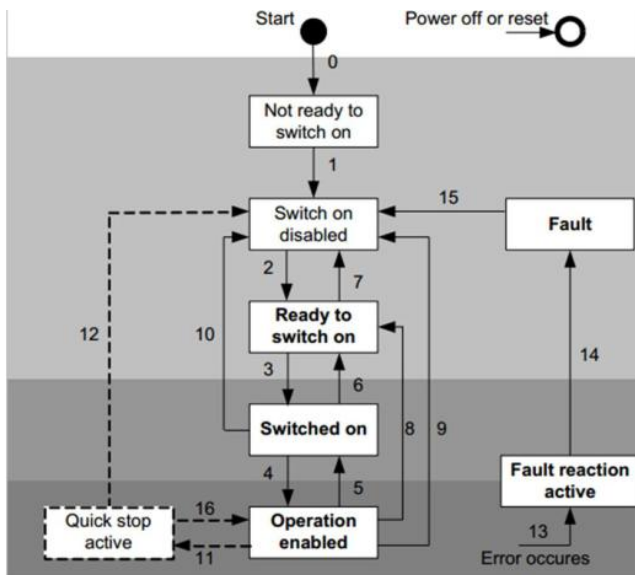 Start
Power off or reset
0
Not ready to
switch on
1
Switch on
disabled
15
Fault
2
7
12
10
Ready to
switch on
14
3
6
8
9
Switched on
4
5
Fault reaction
active
Quick stop
active
16
11
Operation
enabled
13
Error occures